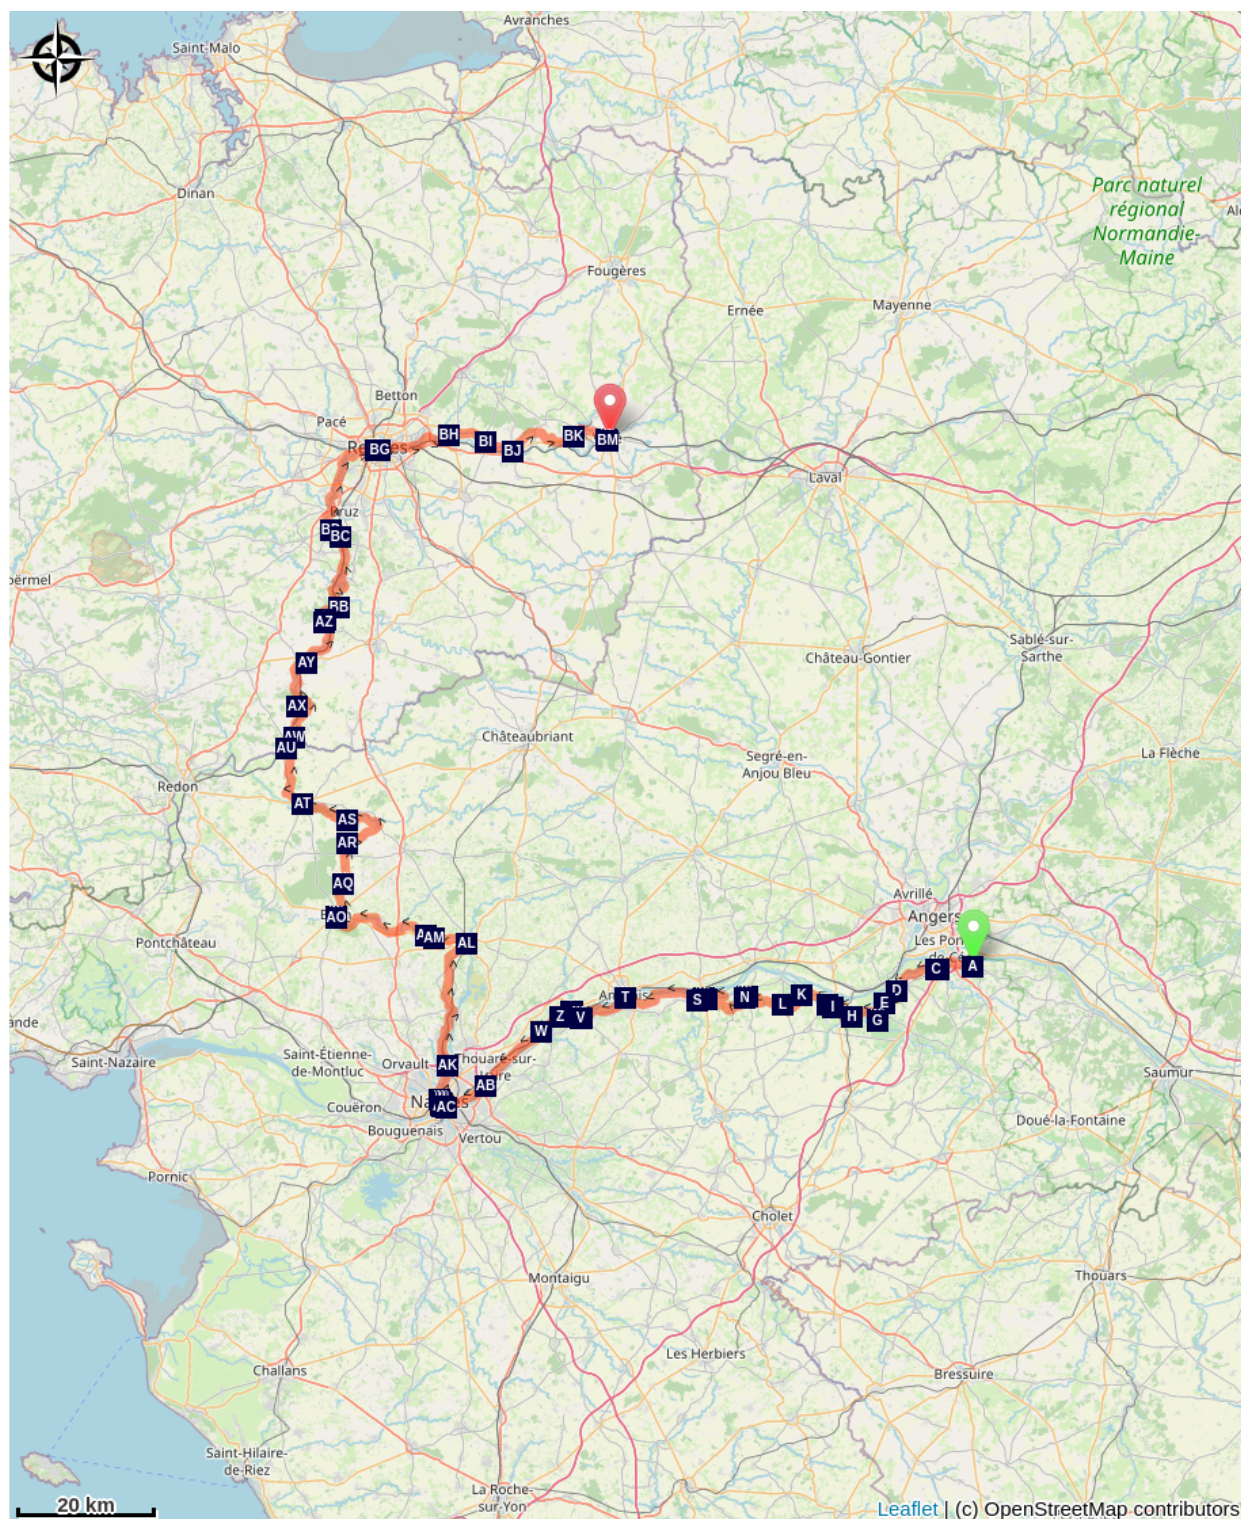 Avranches
Saint-Malo
Dinan
Parc naturel
régional
Normandie-
Maine
Fougères
Ernée
Mayenne
Betton
Pacé
BH
BI
BJ
BK
BM
BG
Laval
BC
BB
AZ
Sablé-sur-
Sarthe
Château-Gontier
AY
AX
AW
AU
Châteaubriant
La Flèche
Segré-en-
Anjou Bleu
Redon
AT
AS
AR
AQ
Avrillé
AO
Angers
AM
AL
Pontchâteau
A
C
D
E
G
H
I
K
L
N
S
T
V
Z
W
Saint-Nazaire
Saint-Étienne-
de-Montluc
Orvault
AK
Thouaré-sur-
AB
Saumur
AC
Couëron
Bouguenais
Vertou
Doué-la-Fontaine
Pornic
Cholet
Montaigu
Thouars
Les Herbiers
Challans
Bressuire
Saint-Hilaire-
de-Riez
La Roche-
sur-Yon
20 km
Leaflet | (c) OpenStreetMap contributors